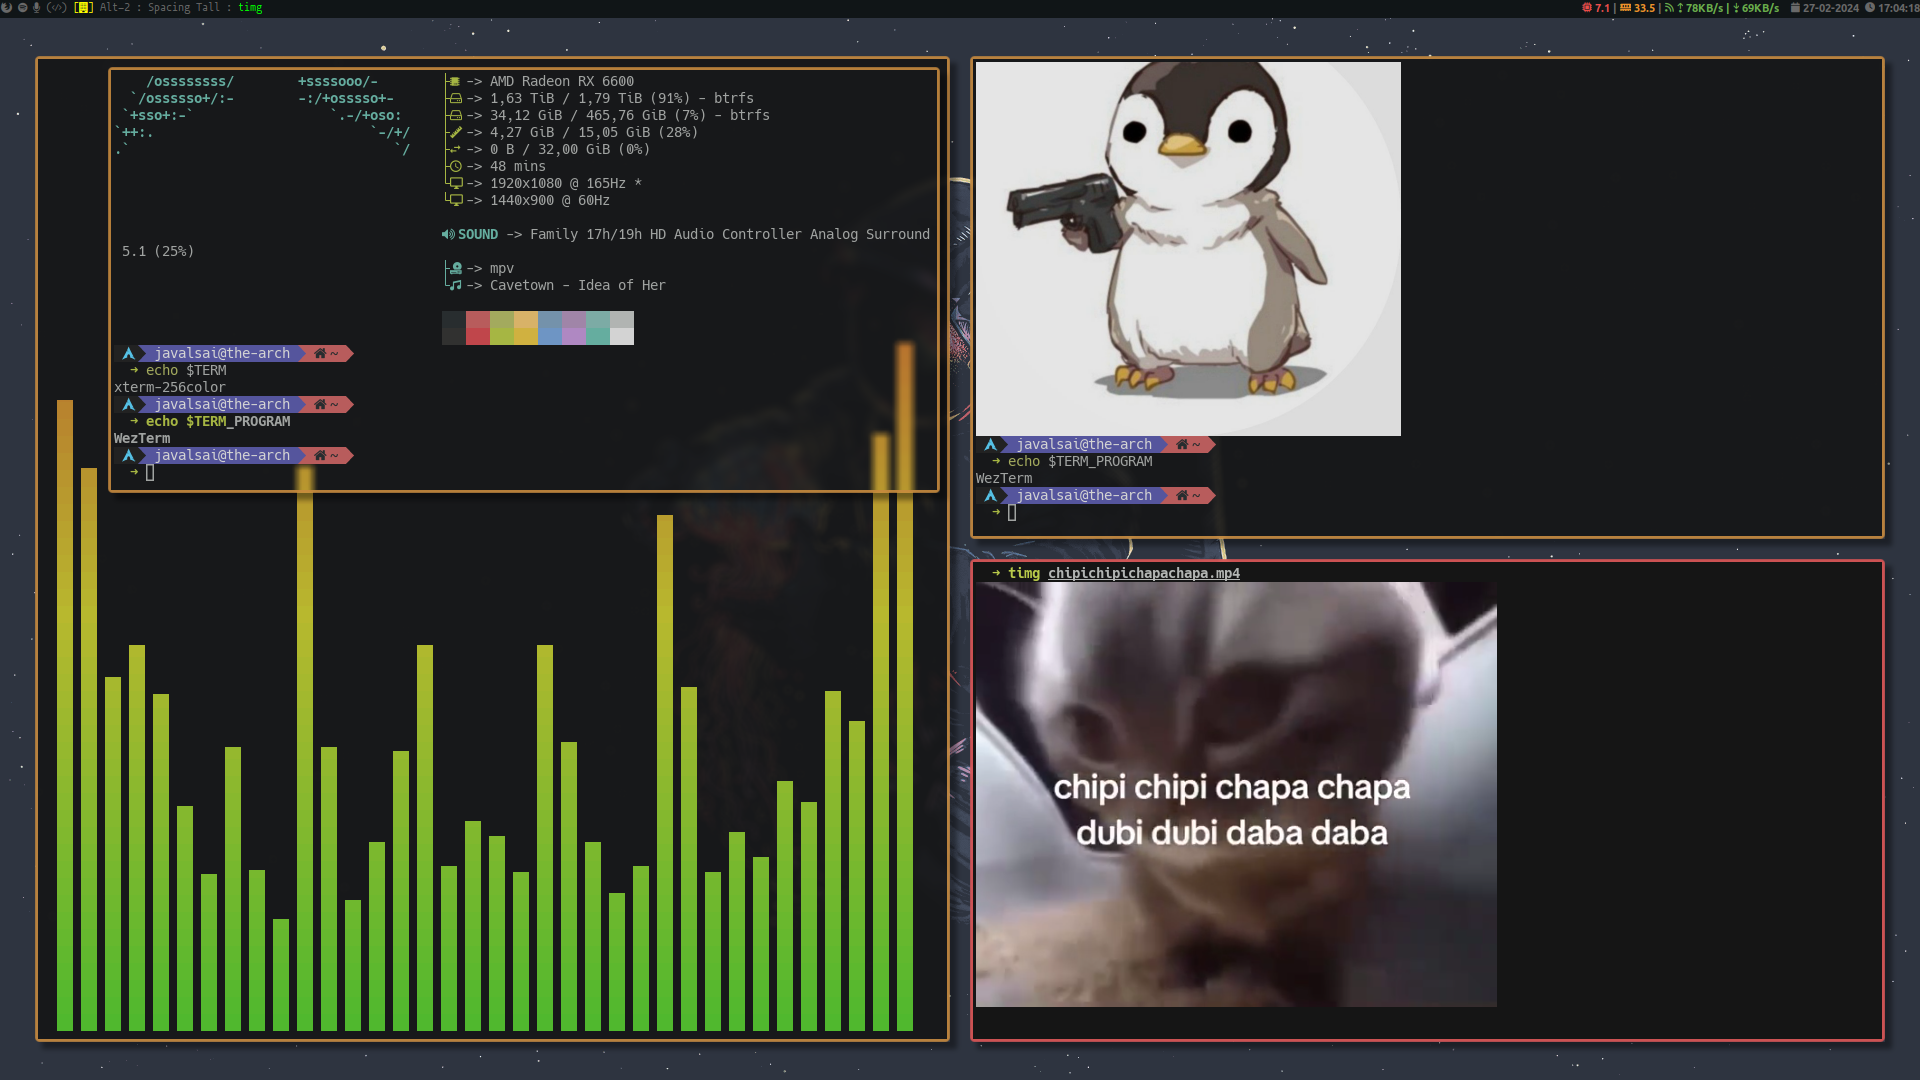 Alt-2 : Spacing Tall : timg
7.1 | 33.5 | 78KB/s | 69KB/s 27-02-2024 17:04:18
/ossssssss/ +ssssooo/-
`/ossssso+/:- -:/+osssso+-
`+sso+:-` `.-/+oso:
`++:. `-/+/
.` `/
-> AMD Radeon RX 6600
-> 1,63 TiB / 1,79 TiB (91%) - btrfs
-> 34,12 GiB / 465,76 GiB (7%) - btrfs
-> 4,27 GiB / 15,05 GiB (28%)
-> 0 B / 32,00 GiB (0%)
-> 48 mins
-> 1920x1080 @ 165Hz *
-> 1440x900 @ 60Hz
SOUND -> Family 17h/19h HD Audio Controller Analog Surround
5.1 (25%)
-> mpv
-> Cavetown - Idea of Her
javalsai@the-arch ~
→ echo $TERM
xterm-256color
javalsai@the-arch ~
→ echo $TERM_PROGRAM
WezTerm
javalsai@the-arch ~
→
javalsai@the-arch ~
→ echo $TERM_PROGRAM
WezTerm
javalsai@the-arch ~
→
→ timg chipichipichapachapa.mp4
chipi chipi chapa chapa
dubi dubi daba daba